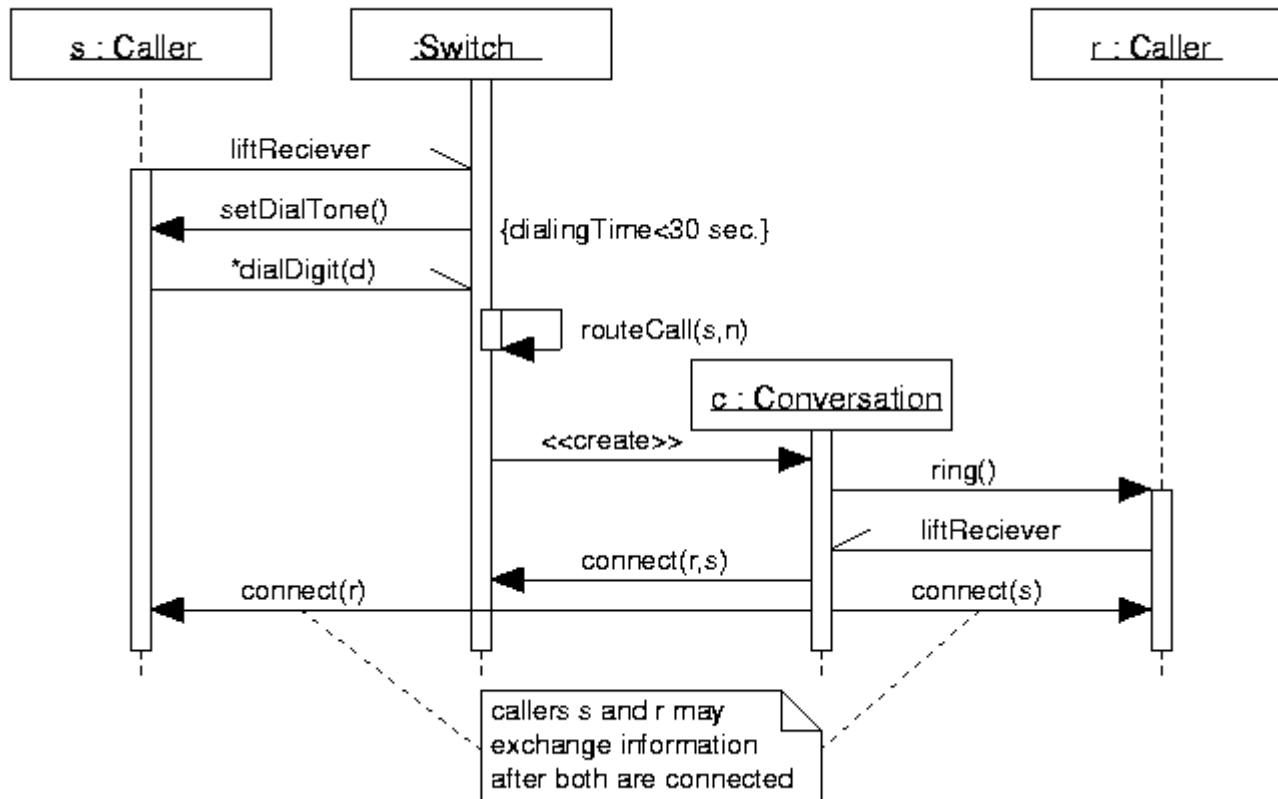 s : Caller
:Switch
r : Caller
liftReciever
setDialTone()
{dialingTime<30 sec.}
*dialDigit(d)
routeCall(s,n)
c : Conversation
<<create>>
ring()
liftReciever
connect(r,s)
connect(r)
connect(s)
callers s and r may
exchange information
after both are connected